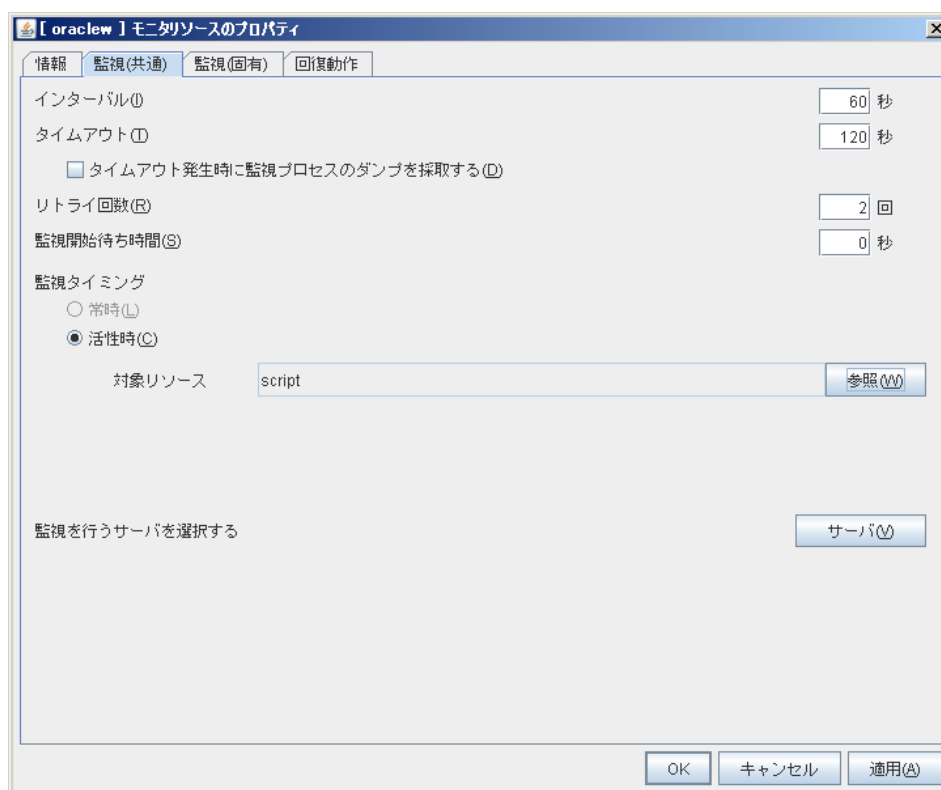 [ oraclew ] モニタリソースのプロパティ
情報 監視(共通) 監視(固有) 回復動作
インターバル(I) 60 秒
タイムアウト(T) 120 秒
タイムアウト発生時に監視プロセスのダンプを採取する(D)
リトライ回数(R) 2 回
監視開始待ち時間(S) 0 秒
監視タイミング
常時(L)
活性時(C)
対象リソース script 参照(W)
監視を行うサーバを選択する サーバ(V)
OK キャンセル 適用(A)